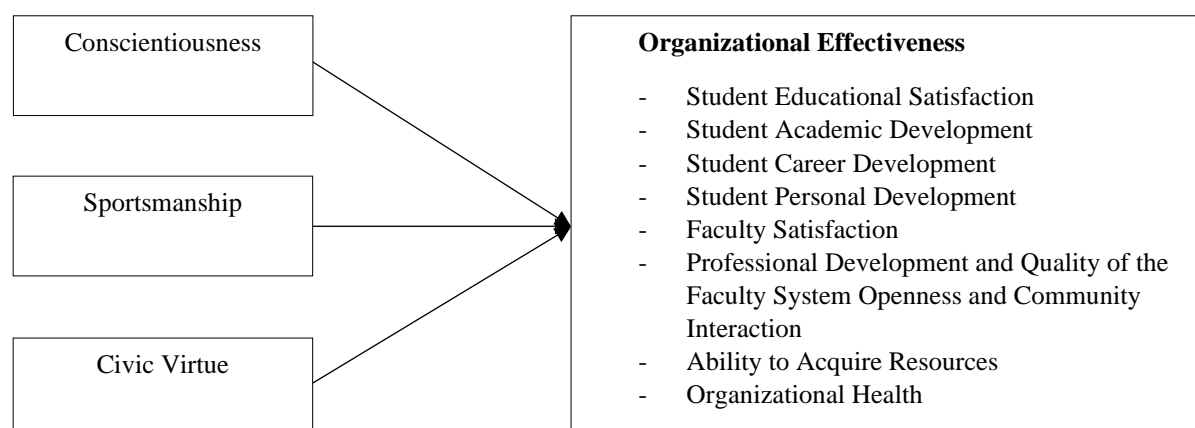 Conscientiousness
Sportsmanship
Civic Virtue
Organizational Effectiveness
- Student Educational Satisfaction
- Student Academic Development
- Student Career Development
- Student Personal Development
- Faculty Satisfaction
- Professional Development and Quality of the
Faculty System Openness and Community
Interaction
- Ability to Acquire Resources
- Organizational Health